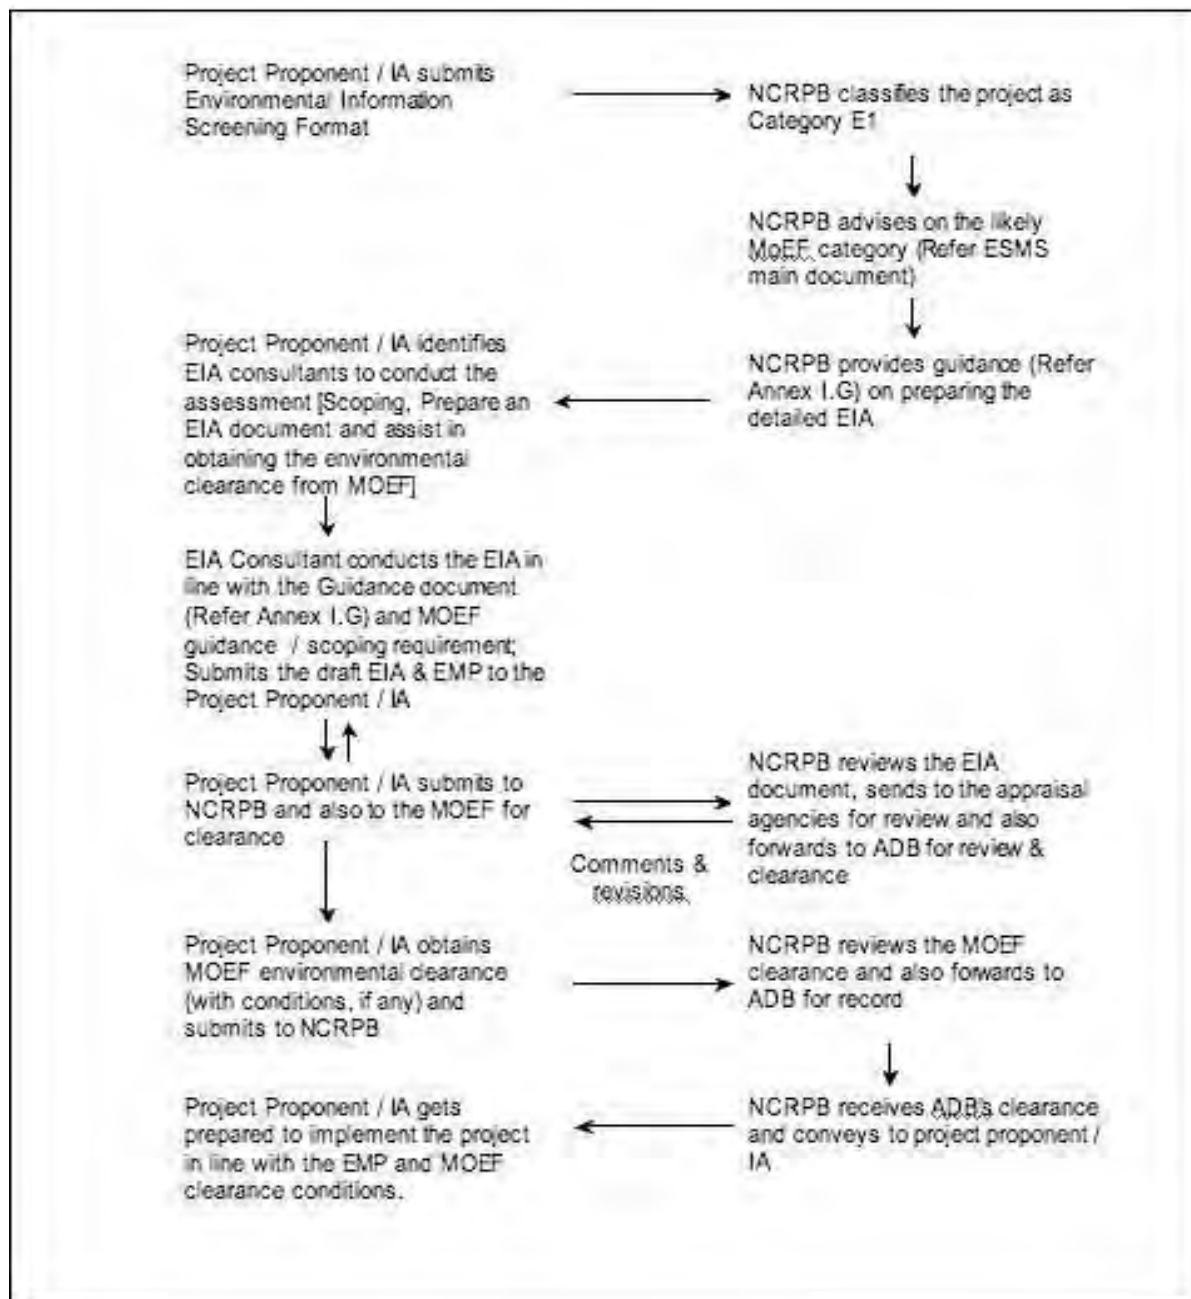 Project Proponent / IA submits
Environmental Information
Screening Format
NCRPB classifies the project as
Category E1
NCRPB advises on the likely
MoEF category (Refer ESMS
main document)
NCRPB provides guidance (Refer
Annex I.G) on preparing the
detailed EIA
Project Proponent / IA identifies
EIA consultants to conduct the
assessment [Scoping, Prepare an
EIA document and assist in
obtaining the environmental
clearance from MOEF]
EIA Consultant conducts the EIA in
line with the Guidance document
(Refer Annex I.G) and MOEF
guidance / scoping requirement;
Submits the draft EIA & EMP to the
Project Proponent / IA
Project Proponent / IA submits to
NCRPB and also to the MOEF for
clearance
NCRPB reviews the EIA
document, sends to the appraisal
agencies for review and also
forwards to ADB for review &
clearance
Comments &
revisions
Project Proponent / IA obtains
MOEF environmental clearance
(with conditions, if any) and
submits to NCRPB
NCRPB reviews the MOEF
clearance and also forwards to
ADB for record
NCRPB receives ADB's clearance
and conveys to project proponent /
IA
Project Proponent / IA gets
prepared to implement the project
in line with the EMP and MOEF
clearance conditions.